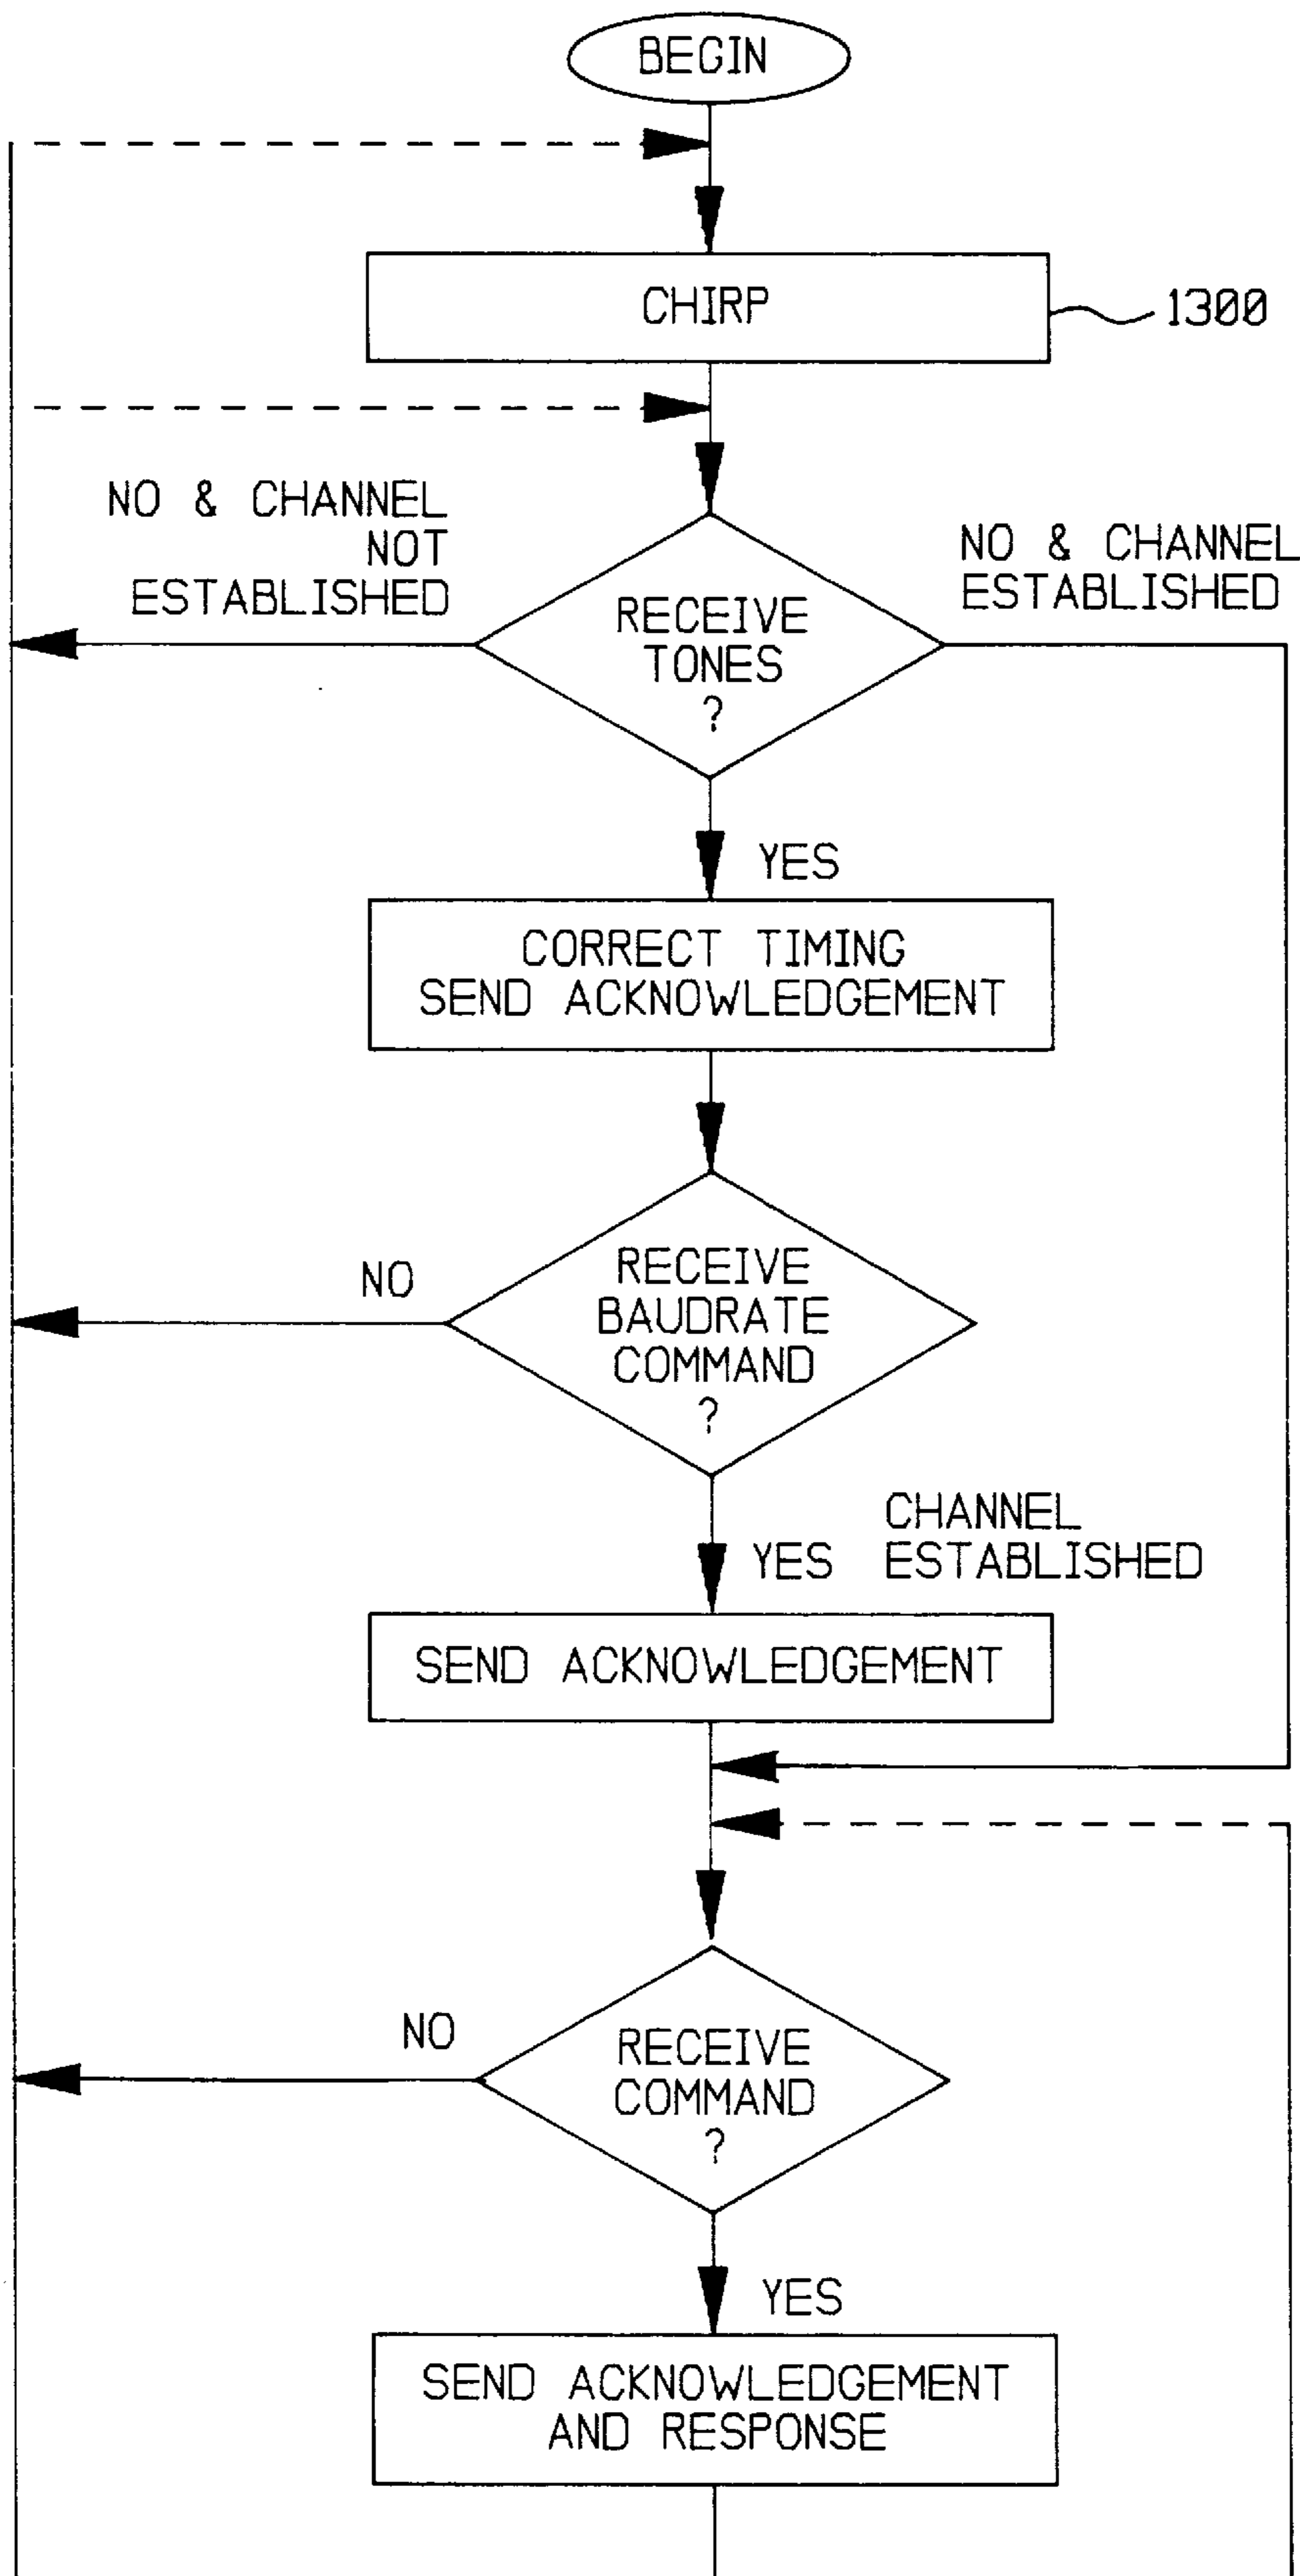 BEGIN
CHIRP
1300
NO & CHANNEL
NOT
ESTABLISHED
NO & CHANNEL
ESTABLISHED
RECEIVE
TONES
?
YES
CORRECT TIMING
SEND ACKNOWLEDGEMENT
NO
RECEIVE
BAUDRATE
COMMAND
?
YES
CHANNEL
ESTABLISHED
SEND ACKNOWLEDGEMENT
NO
RECEIVE
COMMAND
?
YES
SEND ACKNOWLEDGEMENT
AND RESPONSE